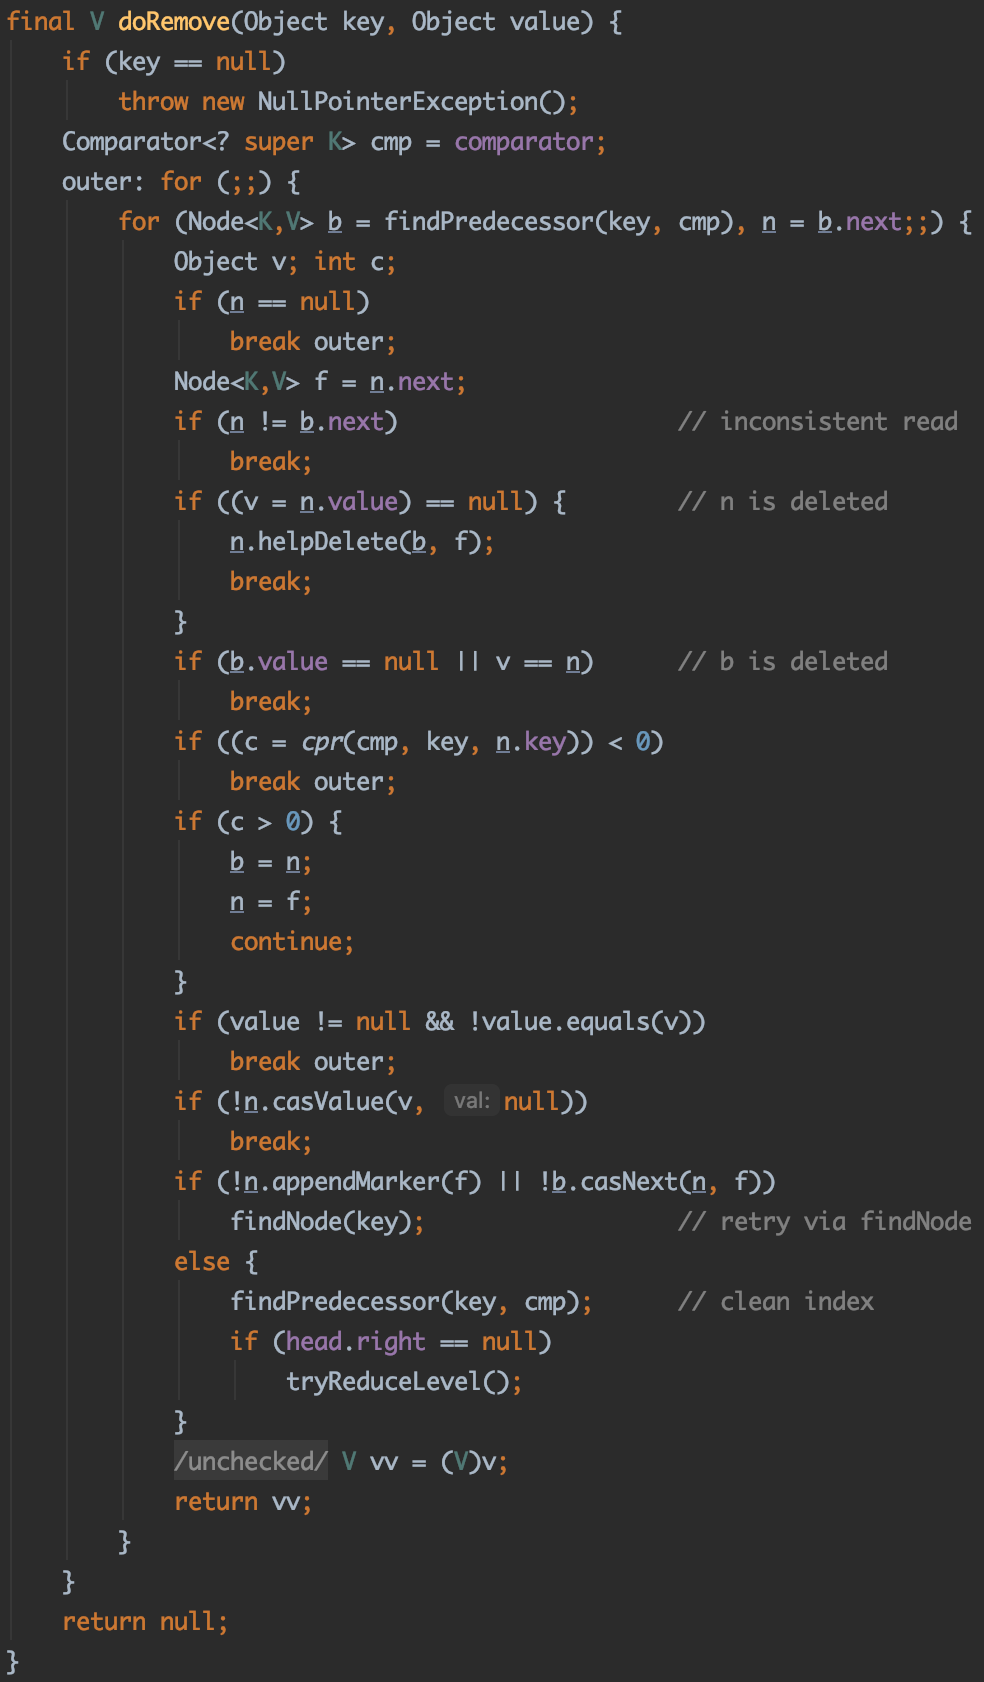 final V doRemove(Object key, Object value) {
    if (key == null)
        throw new NullPointerException();
    Comparator<? super K> cmp = comparator;
    outer: for (;;) {
        for (Node<K,V> b = findPredecessor(key, cmp), n = b.next;;) {
            Object v; int c;
            if (n == null)
                break outer;
            Node<K,V> f = n.next;
            if (n != b.next)                    // inconsistent read
                break;
            if ((v = n.value) == null) {        // n is deleted
                n.helpDelete(b, f);
                break;
            }
            if (b.value == null || v == n)      // b is deleted
                break;
            if ((c = cpr(cmp, key, n.key)) < 0)
                break outer;
            if (c > 0) {
                b = n;
                n = f;
                continue;
            }
            if (value != null && !value.equals(v))
                break outer;
            if (!n.casValue(v, val: null))
                break;
            if (!n.appendMarker(f) || !b.casNext(n, f))
                findNode(key);                  // retry via findNode
            else {
                findPredecessor(key, cmp);      // clean index
                if (head.right == null)
                    tryReduceLevel();
            }
            /unchecked/ V vv = (V)v;
            return vv;
        }
    }
    return null;
}